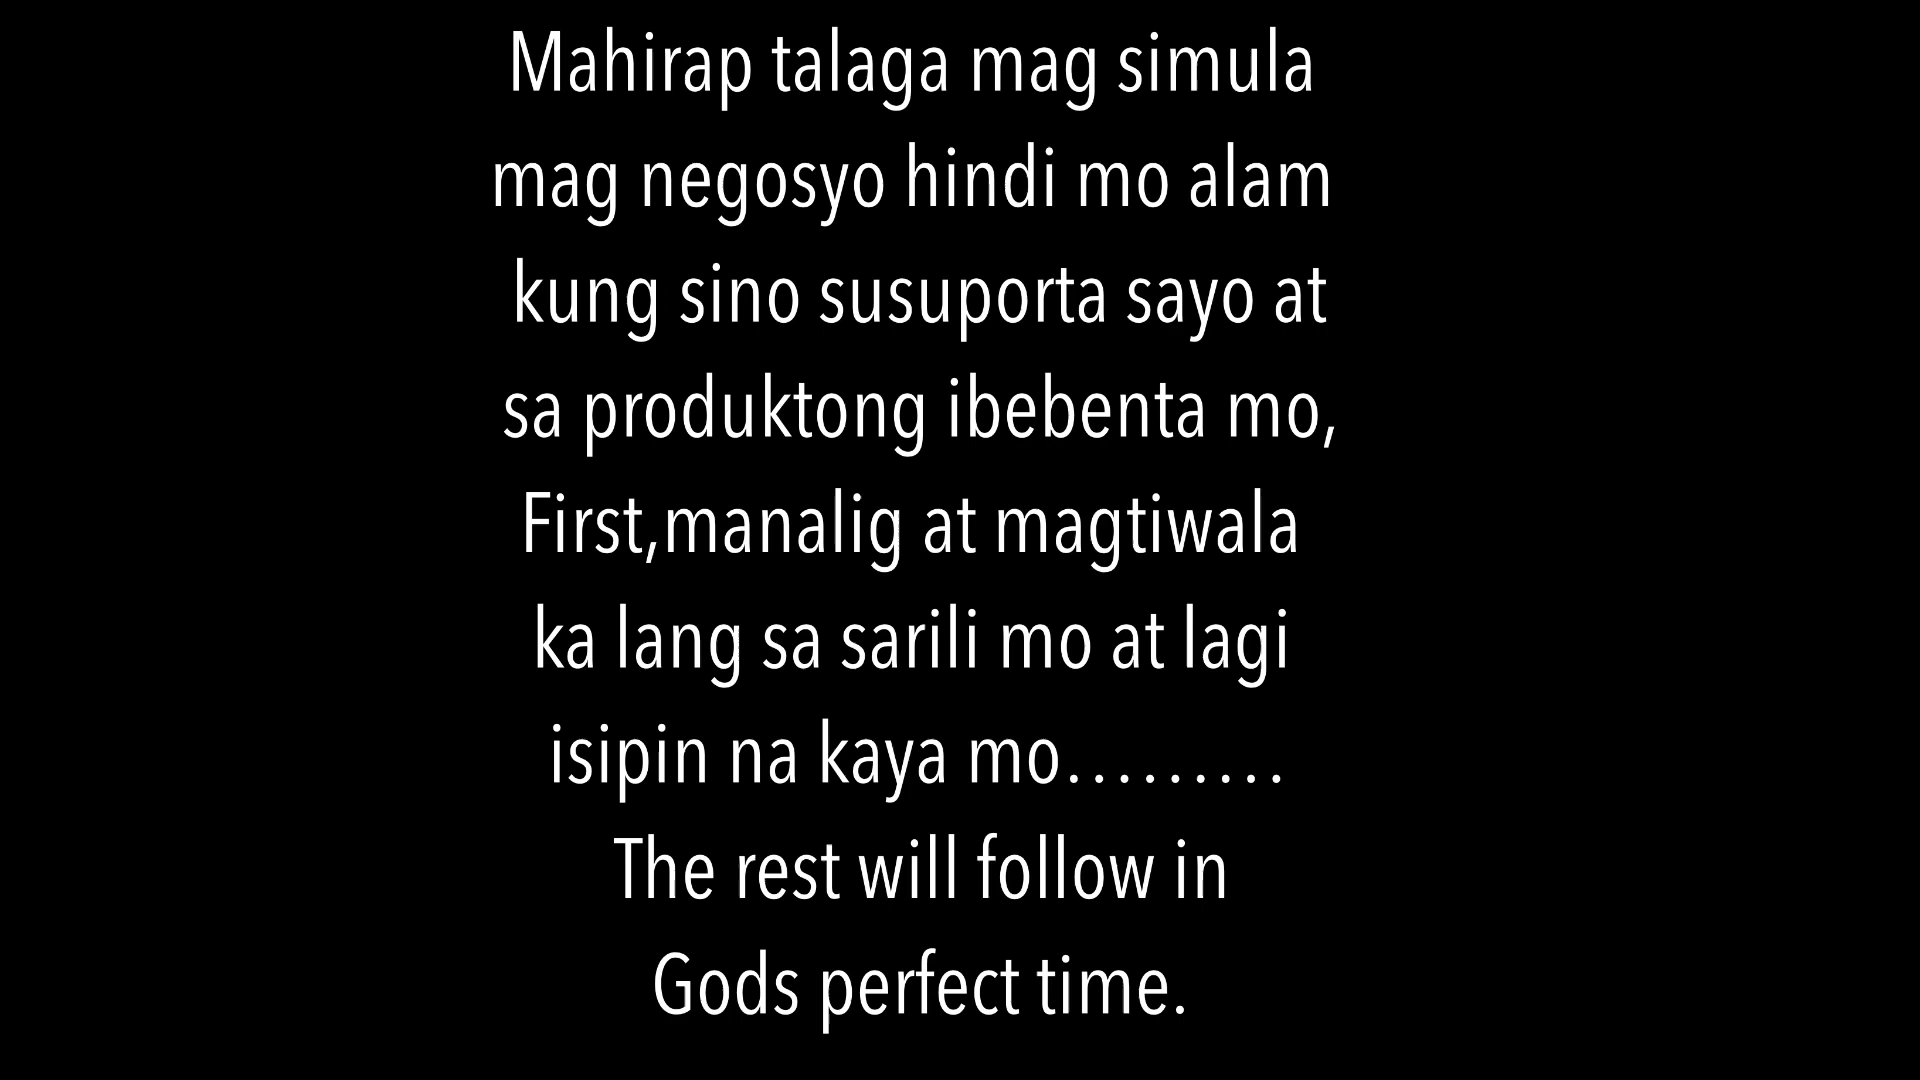 Mahirap talaga mag simula
mag negosyo hindi mo alam
kung sino susuporta sayo at
sa produktong ibebenta mo,
First,manalig at magtiwala
ka lang sa sarili mo at lagi
isipin na kaya mo.........
The rest will follow in
Gods perfect time.